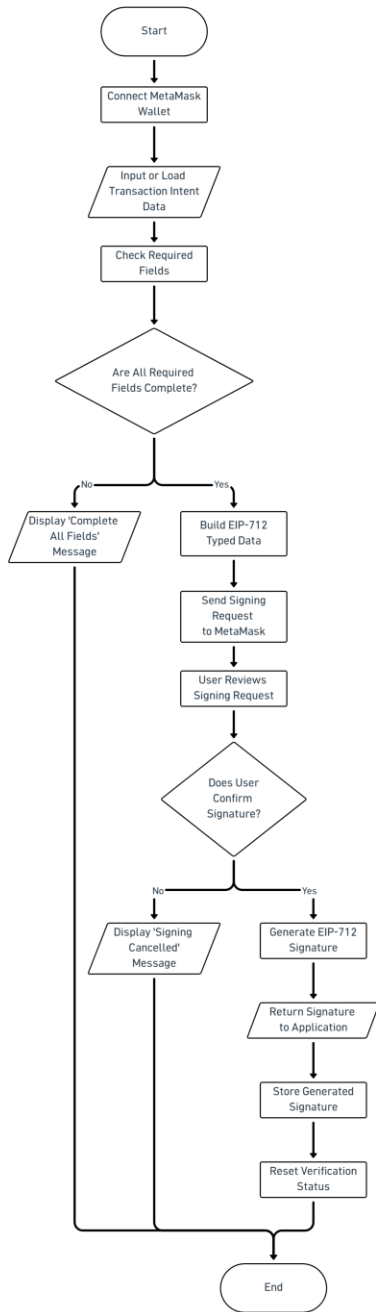 Start
Connect MetaMask
Wallet
Input or Load
Transaction Intent
Data
Check Required
Fields
Are All Required
Fields Complete?
No
Yes
Display 'Complete
All Fields'
Message
Build EIP-712
Typed Data
Send Signing
Request
to MetaMask
User Reviews
Signing Request
Does User
Confirm
Signature?
No
Yes
Display 'Signing
Cancelled'
Message
Generate EIP-712
Signature
Return Signature
to Application
Store Generated
Signature
Reset Verification
Status
End